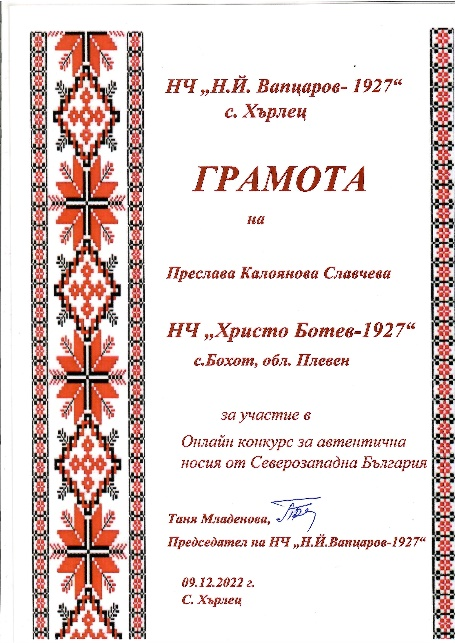 НЧ „Н.Й. Вапцаров- 1927“
с. Хърлец
ГРАМОТА
на
Преслава Калоянова Славчева
НЧ „Христо Ботев-1927“
с.Бохот, обл. Плевен
за участие в
Онлайн конкурс за автентична
носия от Северозападна България
Таня Младенова,
Председател на НЧ „Н.Й.Вапцаров-1927“
09.12.2022 г.
С. Хърлец